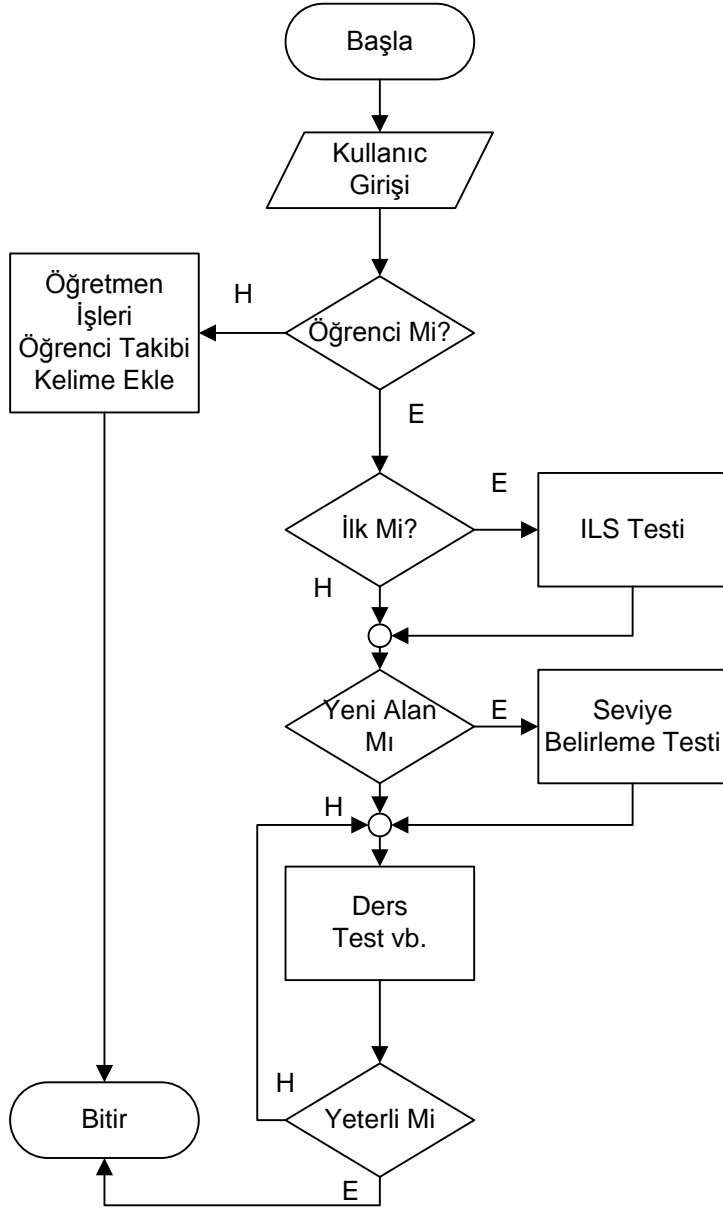 Başla
Kullanıc
Girişi
Öğretmen
İşleri
Öğrenci Takibi
Kelime Ekle
H
Öğrenci Mi?
E
İlk Mi?
E
ILS Testi
H
Yeni Alan
Mı
E
Seviye
Belirleme Testi
H
Ders
Test vb.
H
Yeterli Mi
E
Bitir